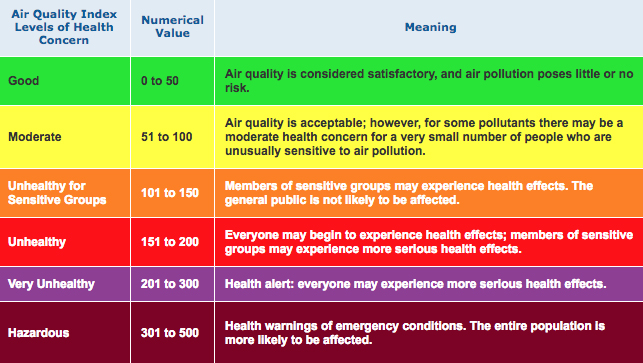 Air Quality Index
Levels of Health
Concern
Numerical
Value
Meaning
Good
0 to 50
Air quality is considered satisfactory, and air pollution poses little or no
risk.
Moderate
51 to 100
Air quality is acceptable; however, for some pollutants there may be a
moderate health concern for a very small number of people who are
unusually sensitive to air pollution.
Unhealthy for
Sensitive Groups
101 to 150
Members of sensitive groups may experience health effects. The
general public is not likely to be affected.
Unhealthy
151 to 200
Everyone may begin to experience health effects; members of sensitive
groups may experience more serious health effects.
Very Unhealthy
201 to 300
Health alert: everyone may experience more serious health effects.
Hazardous
301 to 500
Health warnings of emergency conditions. The entire population is
more likely to be affected.